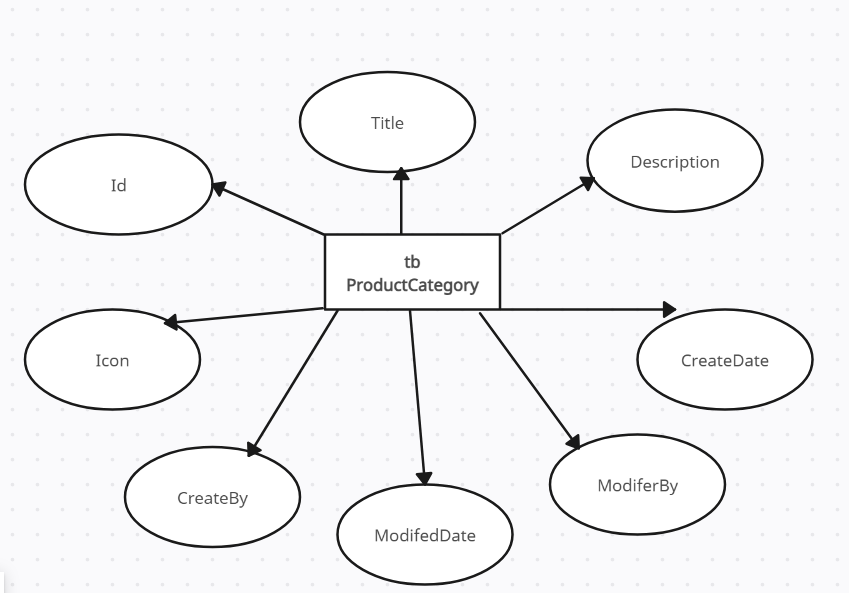 Title
Description
Id
tb
ProductCategory
Icon
CreateDate
CreateBy
ModifedDate
ModiferBy